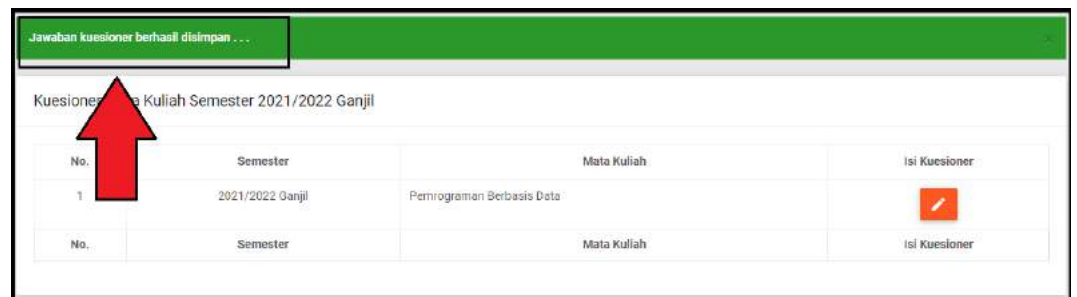 Jawaban kuesioner berhasil disimpan . . .
×
Kuesioner Kuliah Semester 2021/2022 Ganjil
No. Semester Mata Kuliah Isi Kuesioner
1 2021/2022 Ganjil Pemrograman Berbasis Data
No. Semester Mata Kuliah Isi Kuesioner